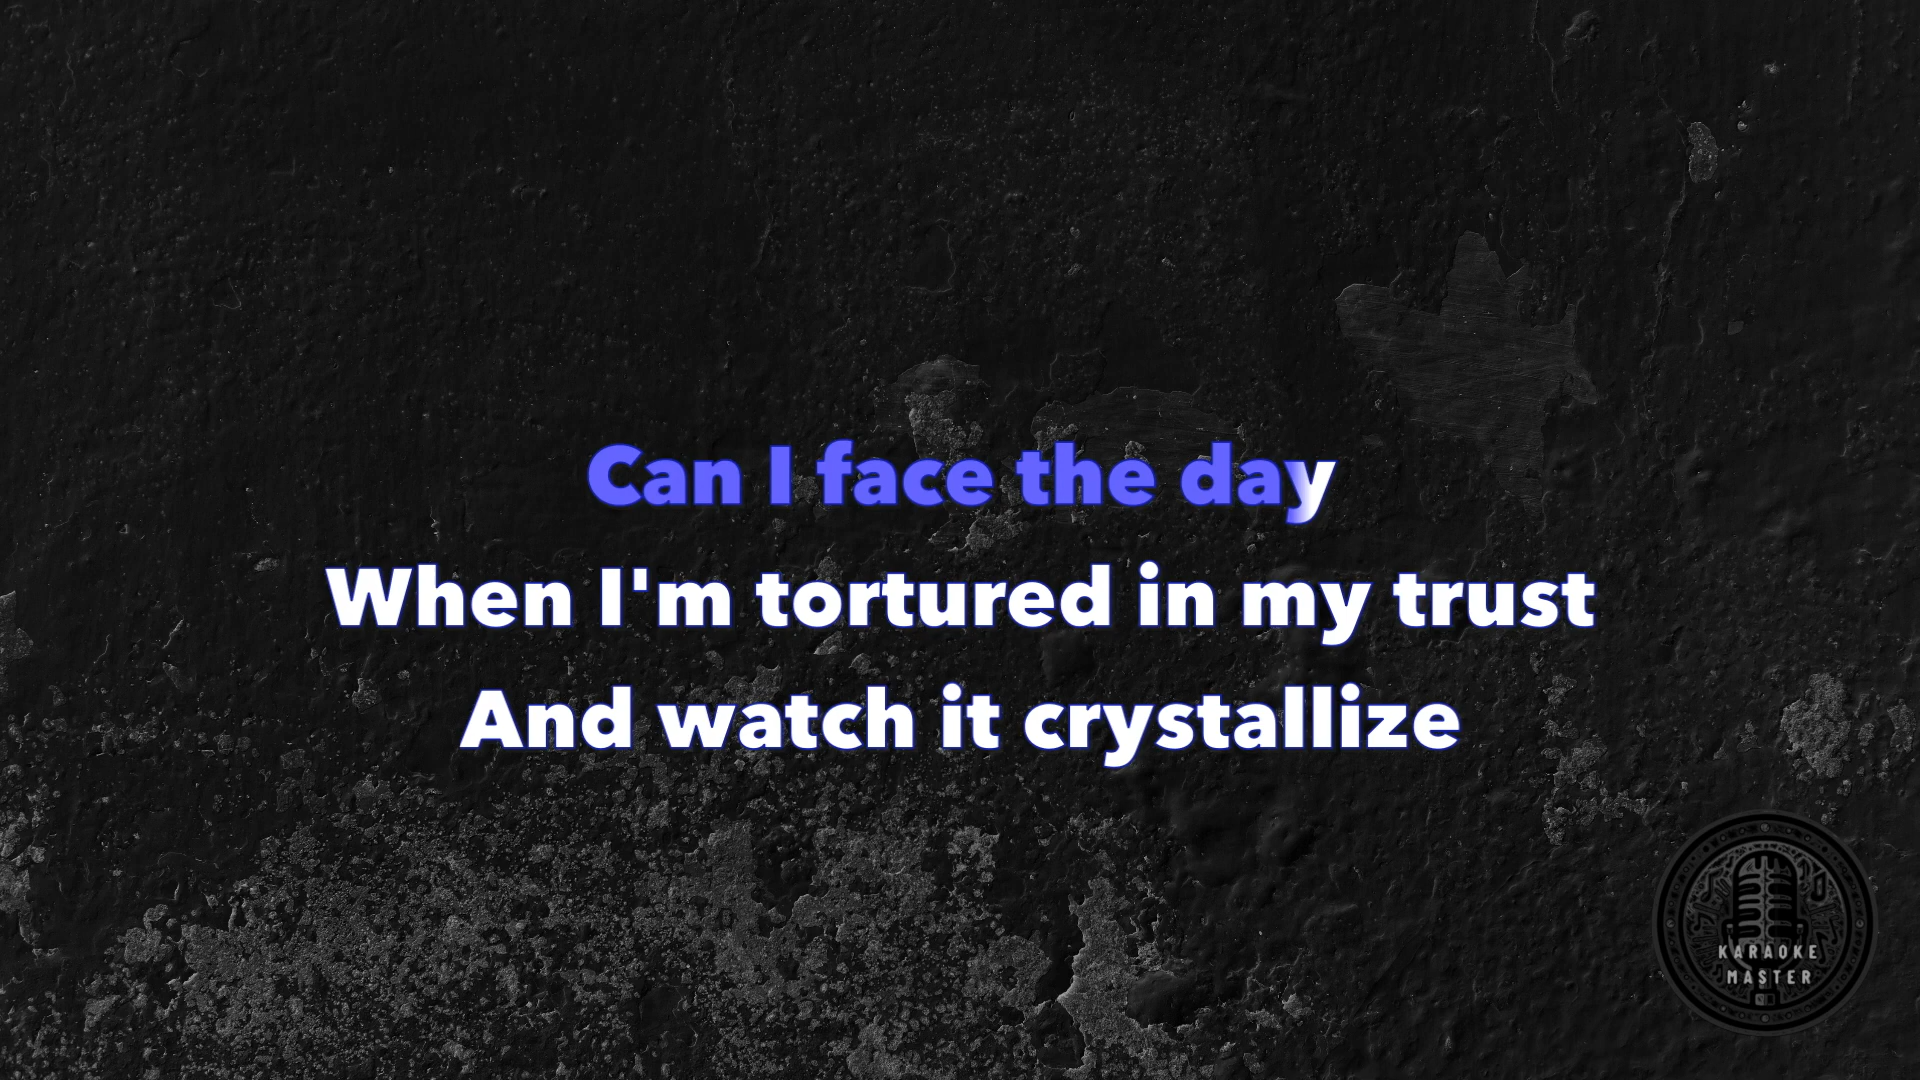 Can I face the day
When I'm tortured in my trust
And watch it crystallize
KARAOKE
MASTER